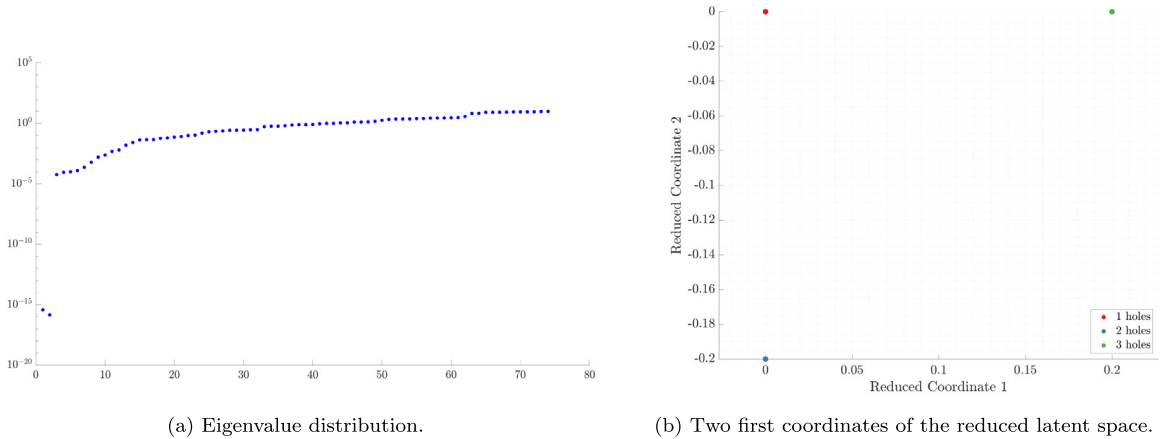 10^5
10^0
10^-5
10^-10
10^-15
10^-20
0 10 20 30 40 50 60 70 80
(a) Eigenvalue distribution.
0
-0.02
-0.04
-0.06
-0.08
-0.1
-0.12
-0.14
-0.16
-0.18
-0.2
Reduced Coordinate 2
1 holes
2 holes
3 holes
0 0.05 0.1 0.15 0.2
Reduced Coordinate 1
(b) Two first coordinates of the reduced latent space.